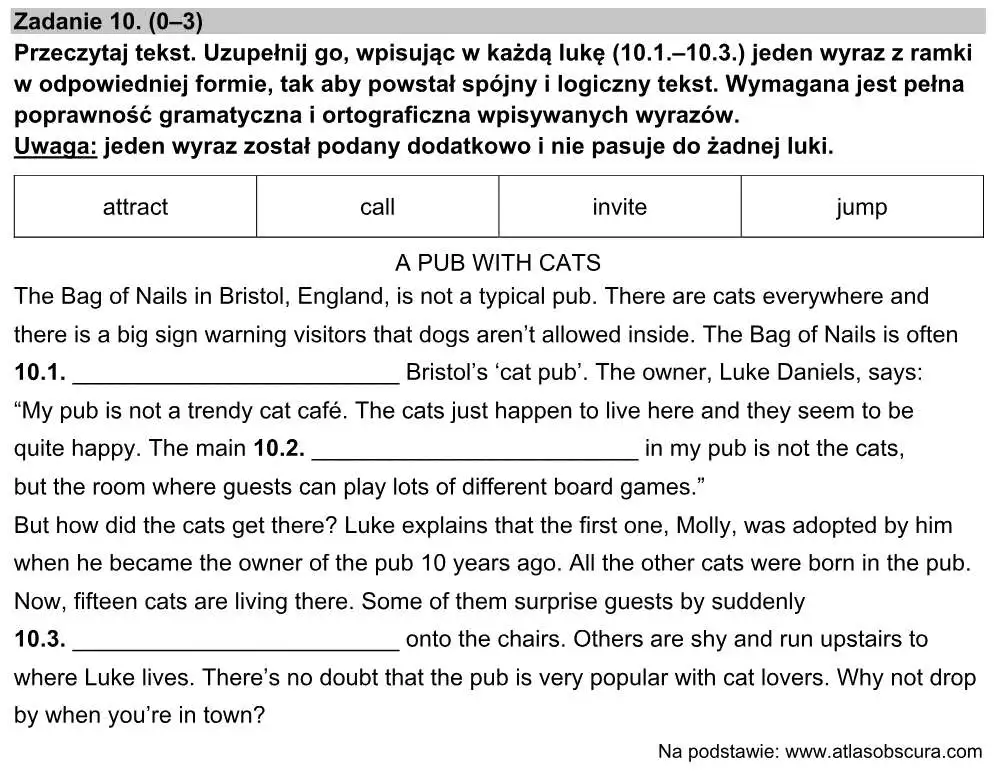 Zadanie 10. (0–3)
Przeczytaj tekst. Uzupełnij go, wpisując w każdą lukę (10.1.–10.3.) jeden wyraz z ramki
w odpowiedniej formie, tak aby powstał spójny i logiczny tekst. Wymagana jest pełna
poprawność gramatyczna i ortograficzna wpisywanych wyrazów.
Uwaga: jeden wyraz został podany dodatkowo i nie pasuje do żadnej luki.
attract call invite jump
A PUB WITH CATS
The Bag of Nails in Bristol, England, is not a typical pub. There are cats everywhere and
there is a big sign warning visitors that dogs aren’t allowed inside. The Bag of Nails is often
10.1. __________________________ Bristol’s ‘cat pub’. The owner, Luke Daniels, says:
“My pub is not a trendy cat café. The cats just happen to live here and they seem to be
quite happy. The main 10.2. __________________________ in my pub is not the cats,
but the room where guests can play lots of different board games.”
But how did the cats get there? Luke explains that the first one, Molly, was adopted by him
when he became the owner of the pub 10 years ago. All the other cats were born in the pub.
Now, fifteen cats are living there. Some of them surprise guests by suddenly
10.3. __________________________ onto the chairs. Others are shy and run upstairs to
where Luke lives. There’s no doubt that the pub is very popular with cat lovers. Why not drop
by when you’re in town?
Na podstawie: www.atlasobscura.com